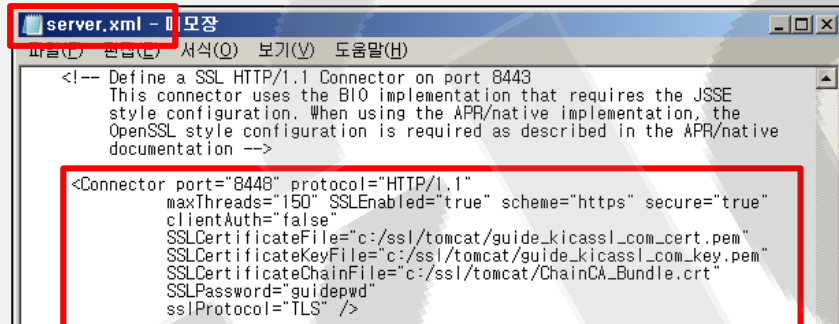 server.xml - 메모장
파일(F) 편집(E) 서식(O) 보기(V) 도움말(H)
<!-- Define a SSL HTTP/1.1 Connector on port 8443
This connector uses the BIO implementation that requires the JSSE
style configuration. When using the APR/native implementation, the
OpenSSL style configuration is required as described in the APR/native
documentation -->
<Connector port="8448" protocol="HTTP/1.1"
maxThreads="150" SSLEnabled="true" scheme="https" secure="true"
clientAuth="false"
SSLCertificateFile="c:/ssl/tomcat/guide_kicassl_com_cert.pem"
SSLCertificateKeyFile="c:/ssl/tomcat/guide_kicassl_com_key.pem"
SSLCertificateChainFile="c:/ssl/tomcat/ChainCA_Bundle.crt"
SSLPassword="guidepwd"
sslProtocol="TLS" />